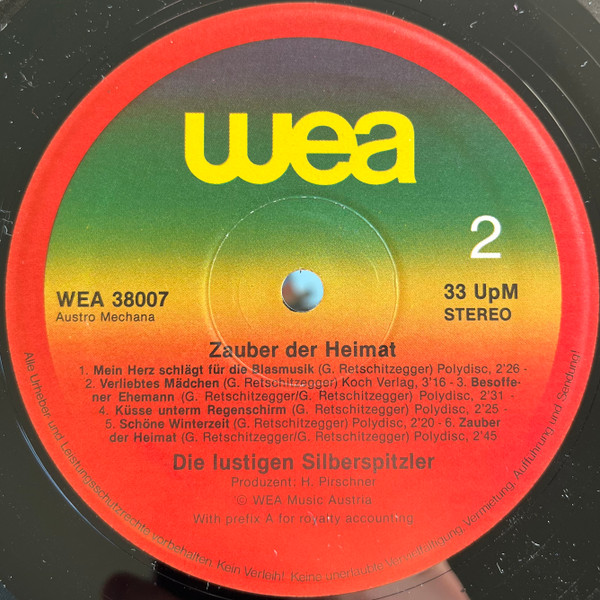 wea
2
WEA 38007
Austro Mechana
33 UpM
STEREO
Zauber der Heimat
1. Mein Herz schlägt für die Blasmusik (G. Retschitzegger) Polydisc, 2'26 -
2. Verliebtes Mädchen (G. Retschitzegger) Koch Verlag, 3'16 - 3. Besoffe-
ner Ehemann (G. Retschitzegger/G. Retschitzegger) Polydisc, 2'31 -
4. Küsse unterm Regenschirm (G. Retschitzegger) Polydisc, 2'25 -
5. Schöne Winterzeit (G. Retschitzegger) Polydisc, 2'20 - 6. Zauber
der Heimat (G. Retschitzegger/G. Retschitzegger) Polydisc, 2'45
Die lustigen Silberspitzler
Produzent: H. Pirschner
© WEA Music Austria
With prefix A for royalty accounting
Alle Urheber und Leistungsschutzrechte vorbehalten. Kein Verleih! Keine unerlaubte Vervielfältigung, Vermietung, Aufführung und Sendung!